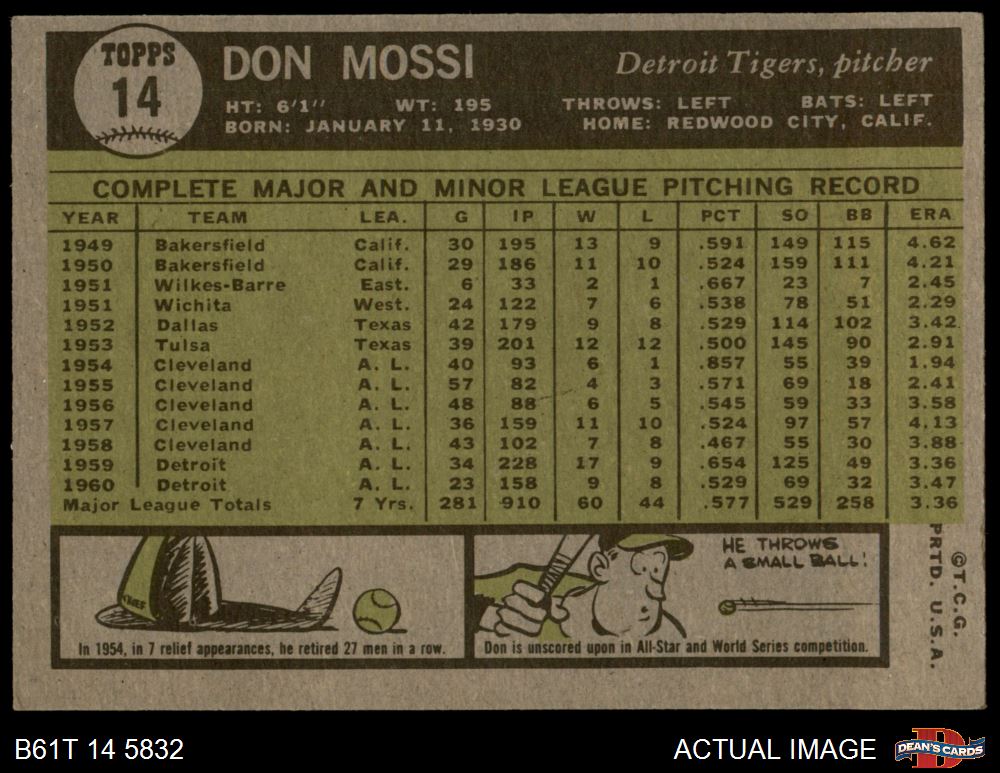 TOPPS
14
DON MOSSI
Detroit Tigers, pitcher
HT: 6'1" WT: 195 THROWS: LEFT BATS: LEFT
BORN: JANUARY 11, 1930 HOME: REDWOOD CITY, CALIF.
COMPLETE MAJOR AND MINOR LEAGUE PITCHING RECORD
YEAR TEAM LEA. G IP W L PCT SO BB ERA
1949 Bakersfield Calif. 30 195 13 9 .591 149 115 4.62
1950 Bakersfield Calif. 29 186 11 10 .524 159 111 4.21
1951 Wilkes-Barre East. 6 33 2 1 .667 23 7 2.45
1951 Wichita West. 24 122 7 6 .538 78 51 2.29
1952 Dallas Texas 42 179 9 8 .529 114 102 3.42
1953 Tulsa Texas 39 201 12 12 .500 145 90 2.91
1954 Cleveland A. L. 40 93 6 1 .857 55 39 1.94
1955 Cleveland A. L. 57 82 4 3 .571 69 18 2.41
1956 Cleveland A. L. 48 88 6 5 .545 59 33 3.58
1957 Cleveland A. L. 36 159 11 10 .524 97 57 4.13
1958 Cleveland A. L. 43 102 7 8 .467 55 30 3.88
1959 Detroit A. L. 34 228 17 9 .654 125 49 3.36
1960 Detroit A. L. 23 158 9 8 .529 69 32 3.47
Major League Totals 7 Yrs. 281 910 60 44 .577 529 258 3.36
In 1954, in 7 relief appearances, he retired 27 men in a row.
HE THROWS
A SMALL BALL!
Don is unscored upon in All-Star and World Series competition.
©T.C.G.
PRTD. U.S.A.
B61T 14 5832
ACTUAL IMAGE
DEAN'S CARDS